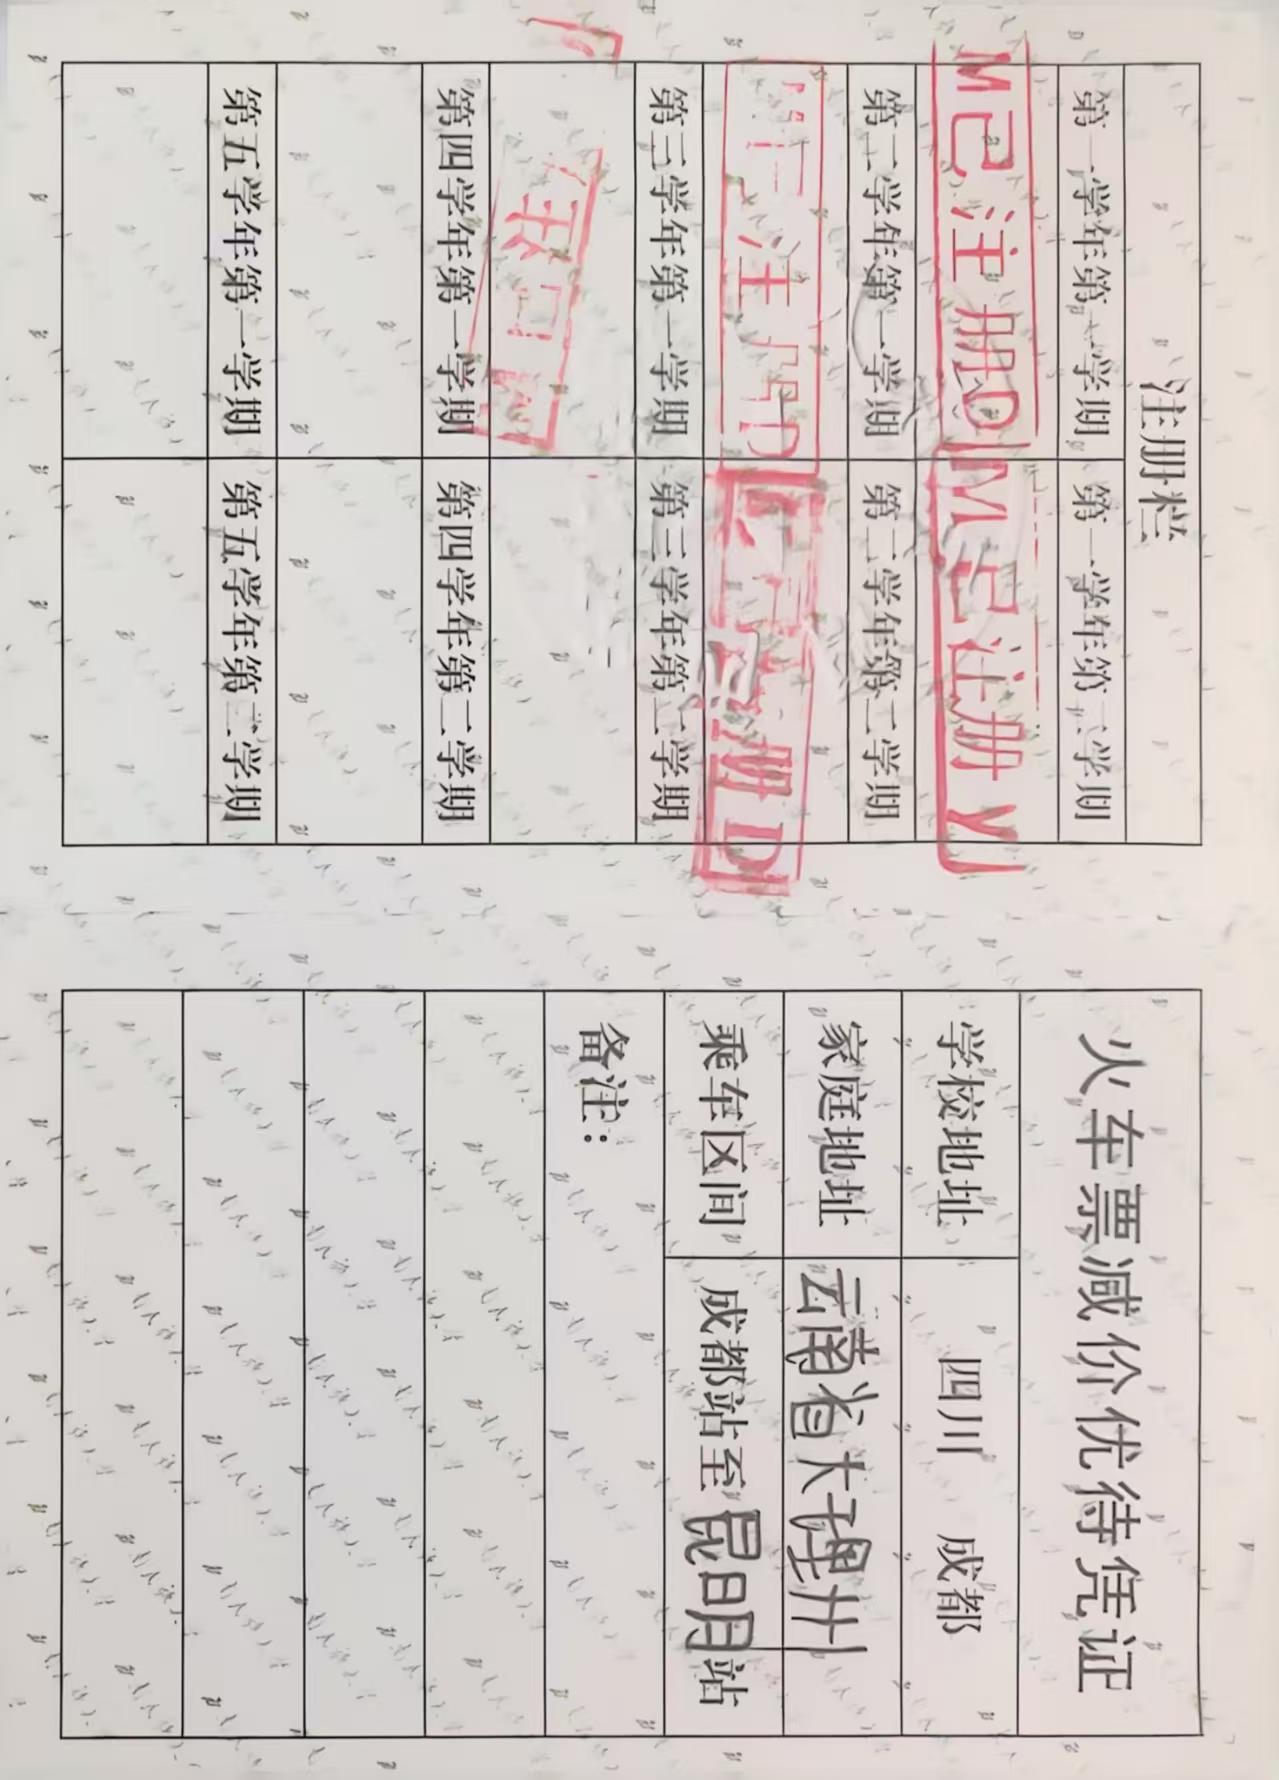 注册栏
第一学年第一学期 第一学年第二学期
M已注册D M已注册
第二学年第一学期 第二学年第二学期
注 册D
第三学年第一学期 第三学年第二学期
第四学年第一学期 第四学年第二学期
第五学年第一学期 第五学年第二学期
火车票减价优待凭证
学校地址 四川 成都
家庭地址 云南省大理州
乘车区间 成都站至昆明站
备注：